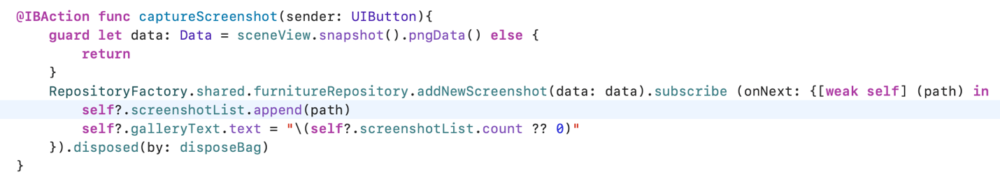 @IBAction func captureScreenshot(sender: UIButton){
    guard let data: Data = sceneView.snapshot().pngData() else {
        return
    }
    RepositoryFactory.shared.furnitureRepository.addNewScreenshot(data: data).subscribe (onNext: {[weak self] (path) in
        self?.screenshotList.append(path)
        self?.galleryText.text = "\(self?.screenshotList.count ?? 0)"
    }).disposed(by: disposeBag)
}